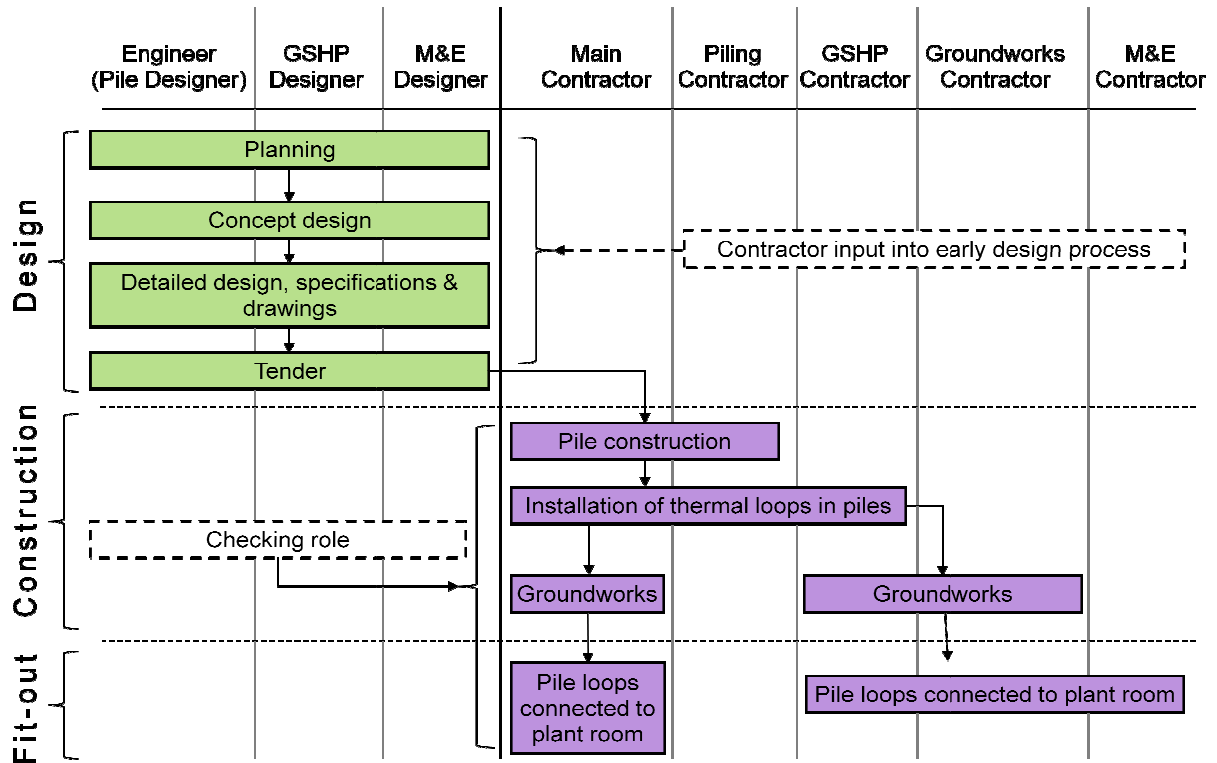 Engineer
(Pile Designer)
GSHP
Designer
M&E
Designer
Main
Contractor
Piling
Contractor
GSHP
Contractor
Groundworks
Contractor
M&E
Contractor
Design
Planning
Concept design
Contractor input into early design process
Detailed design, specifications &
drawings
Tender
Construction
Pile construction
Installation of thermal loops in piles
Checking role
Groundworks
Groundworks
Fit-out
Pile loops
connected to
plant room
Pile loops connected to plant room